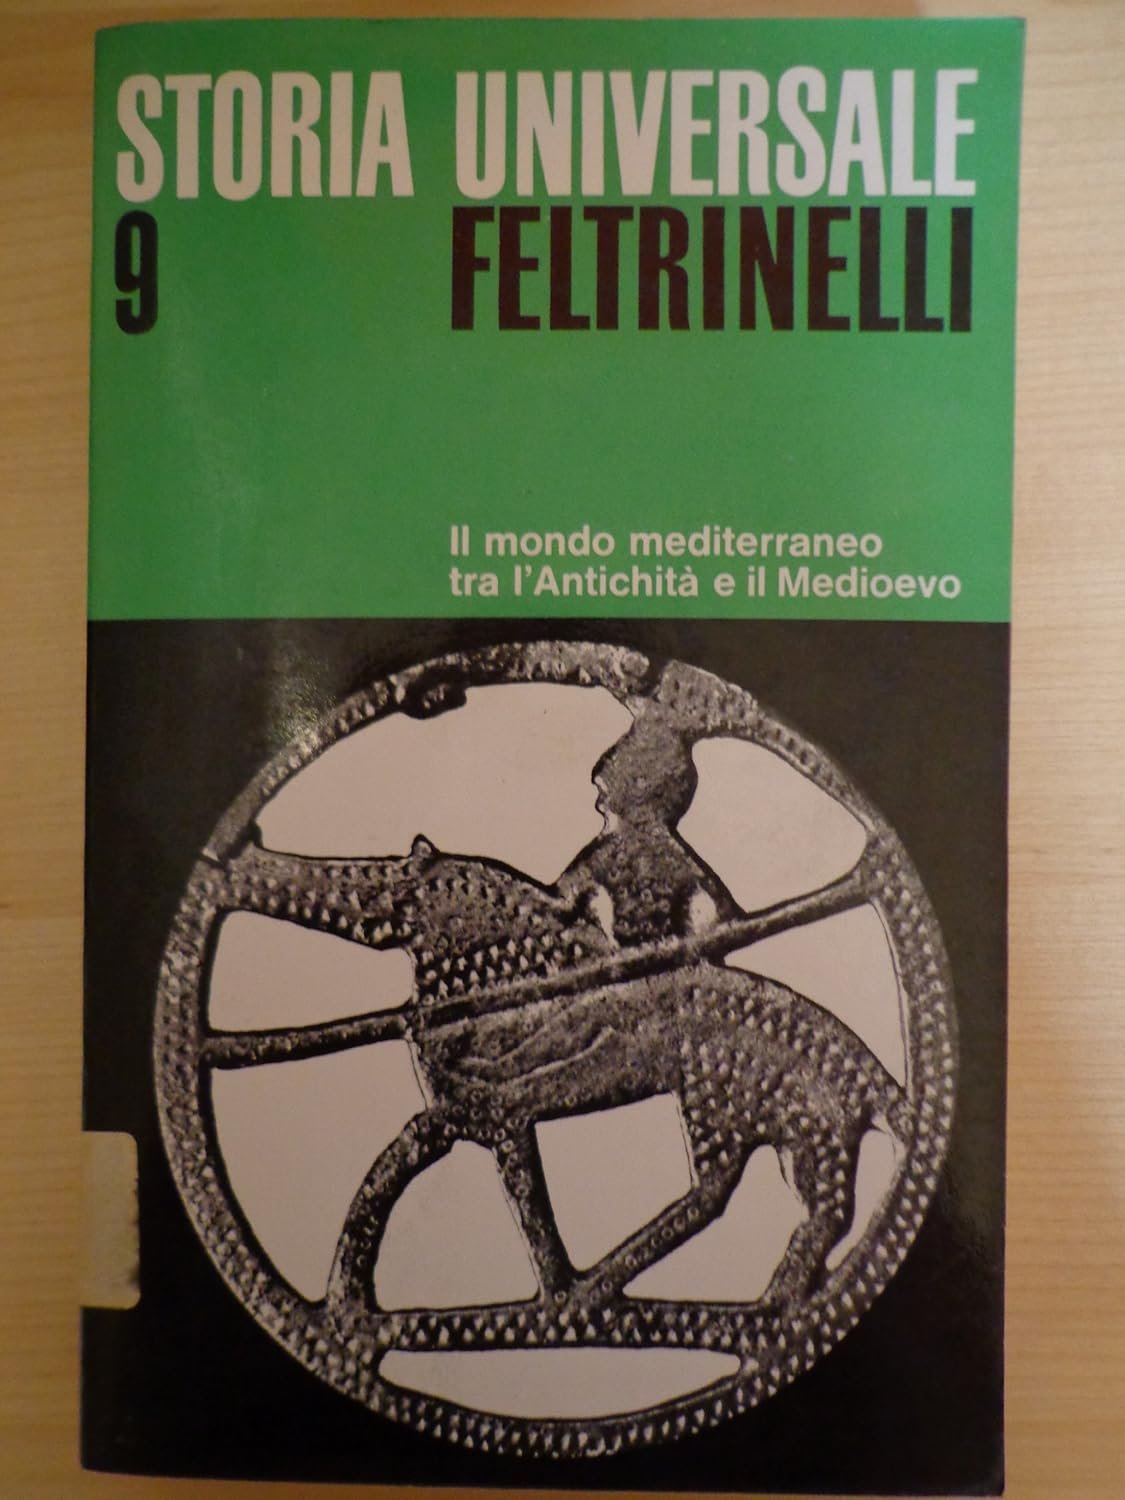 STORIA UNIVERSALE
9 FELTRINELLI
Il mondo mediterraneo
tra l'Antichità e il Medioevo